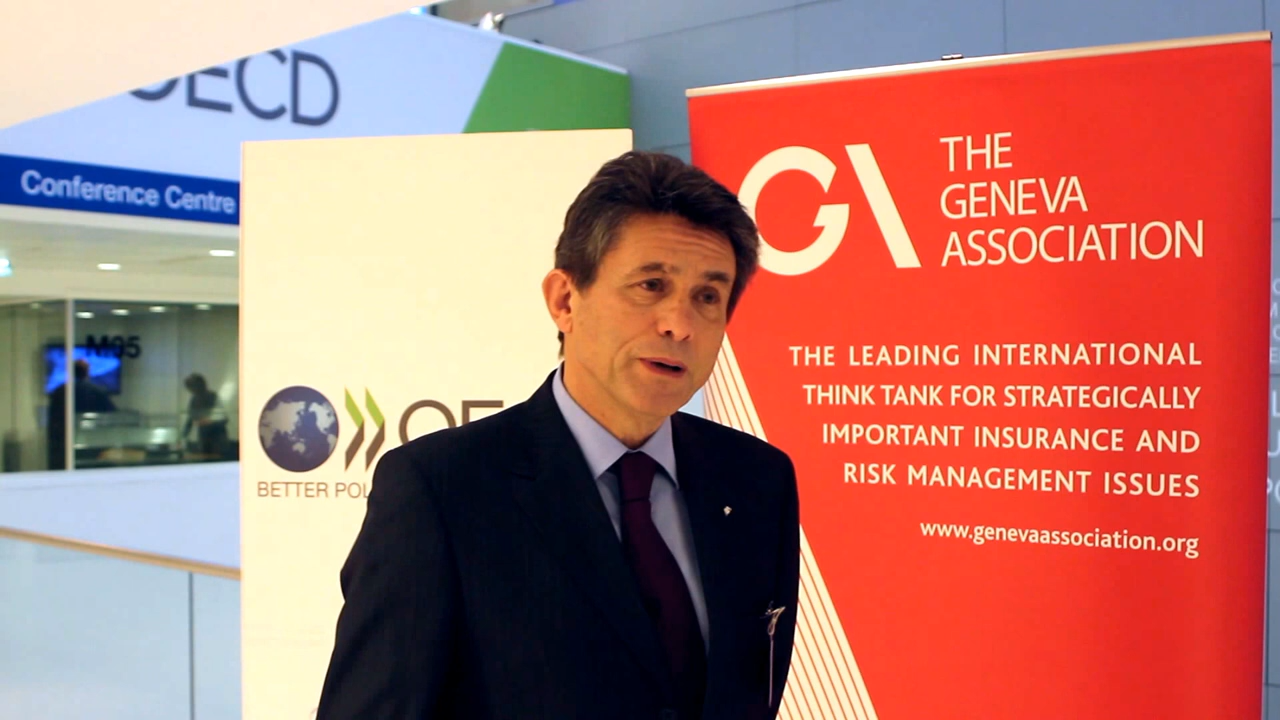 OECD
Conference Centre
M05
BETTER POL
GA
THE
GENEVA
ASSOCIATION
THE LEADING INTERNATIONAL
THINK TANK FOR STRATEGICALLY
IMPORTANT INSURANCE AND
RISK MANAGEMENT ISSUES
www.genevaassociation.org